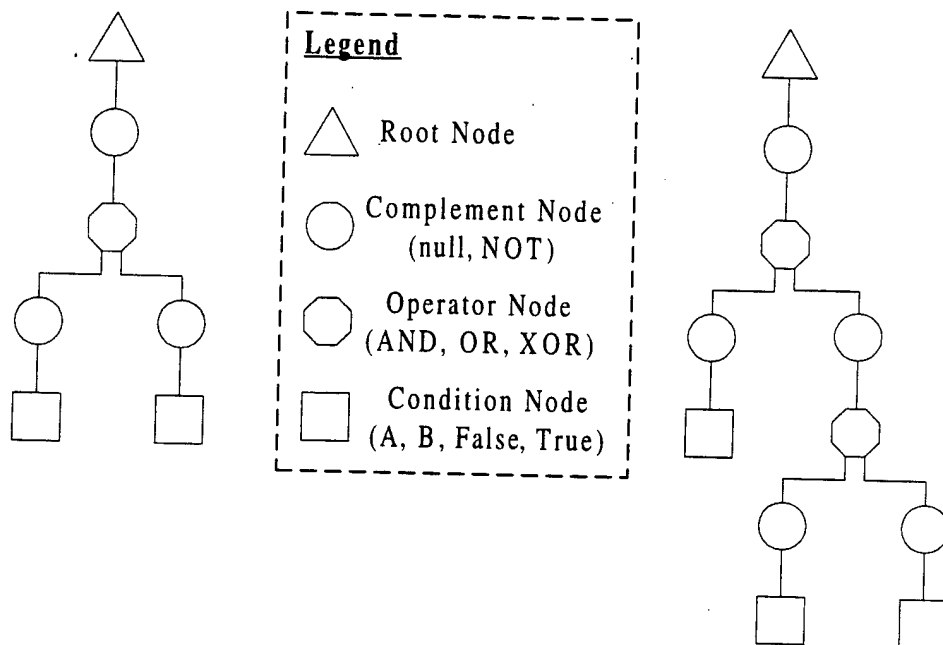 Legend
Root Node
Complement Node
(null, NOT)
Operator Node
(AND, OR, XOR)
Condition Node
(A, B, False, True)